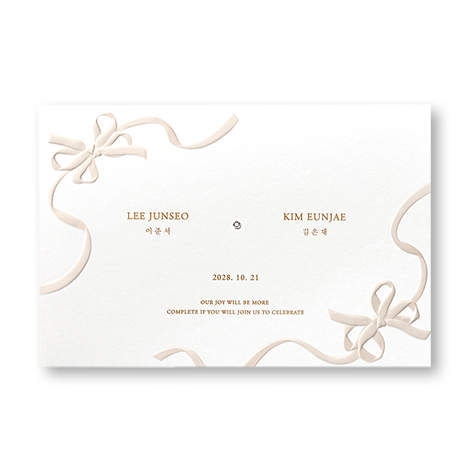 LEE JUNSEO
이준서
KIM EUNJAE
김은재
2028. 10. 21
OUR JOY WILL BE MORE
COMPLETE IF YOU WILL JOIN US TO CELEBRATE